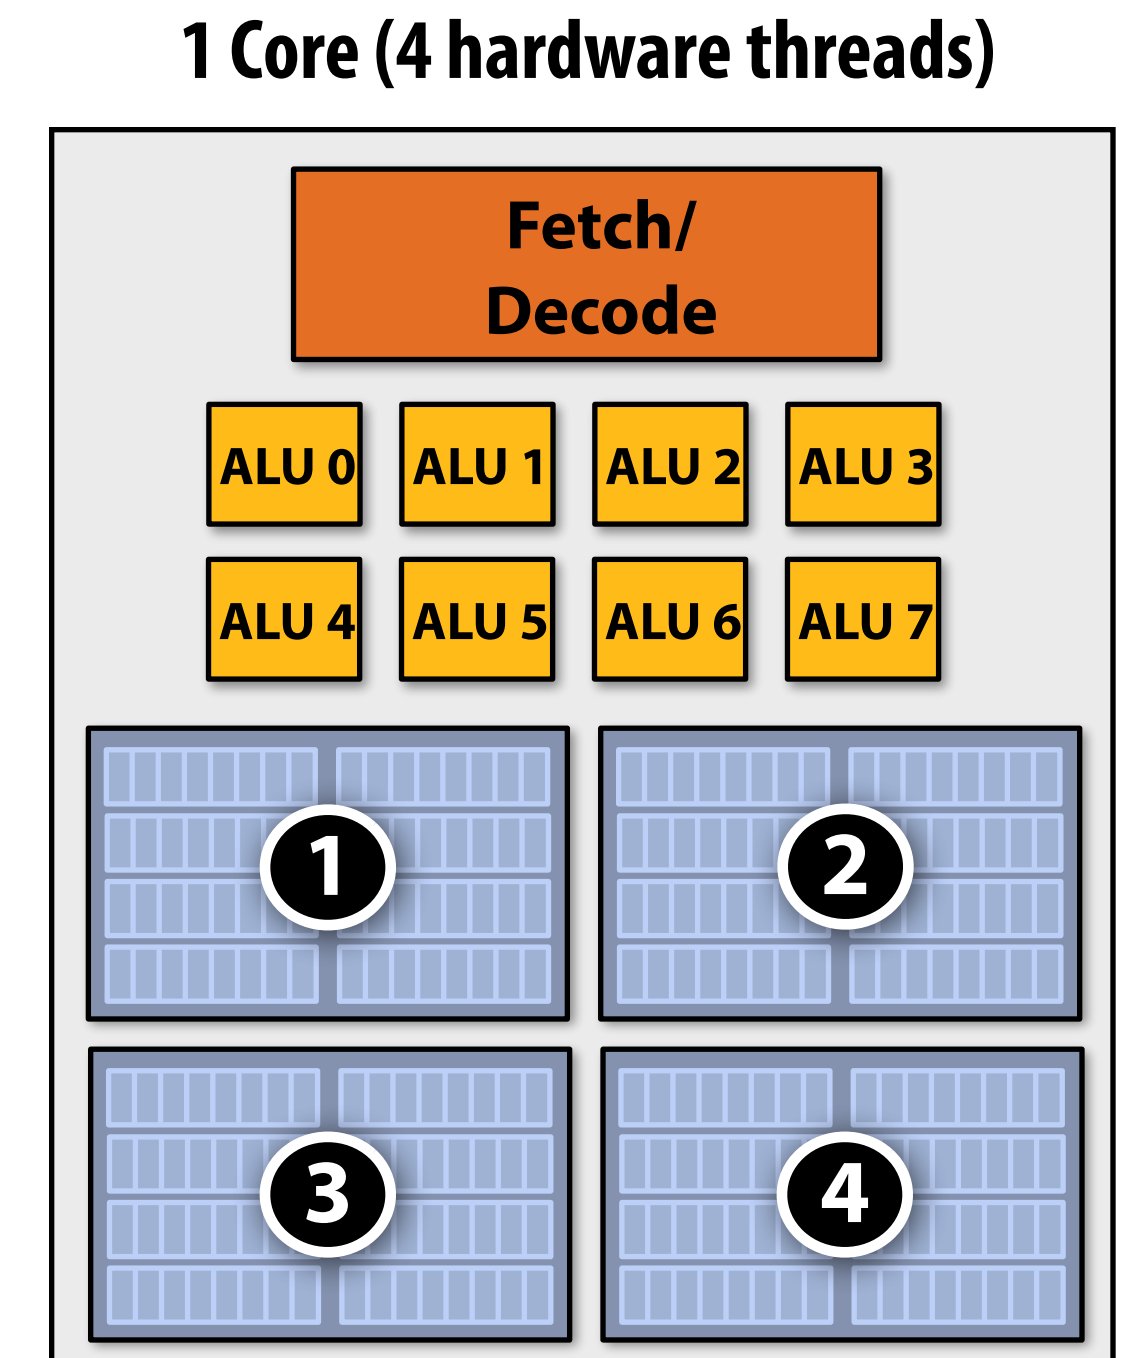 1 Core (4 hardware threads)
Fetch/
Decode
ALU 0 ALU 1 ALU 2 ALU 3
ALU 4 ALU 5 ALU 6 ALU 7
1 2
3 4